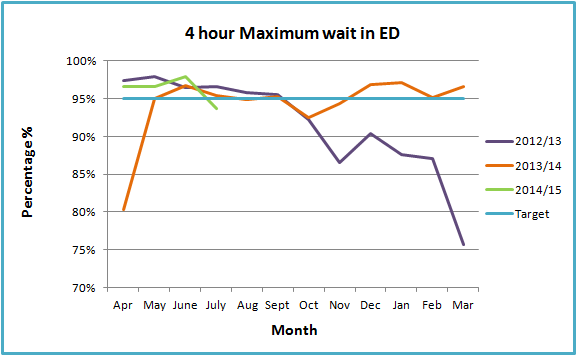 4 hour Maximum wait in ED
100%
95%
90%
85%
80%
75%
70%
Percentage %
Apr May June July Aug Sept Oct Nov Dec Jan Feb Mar
Month
2012/13
2013/14
2014/15
Target